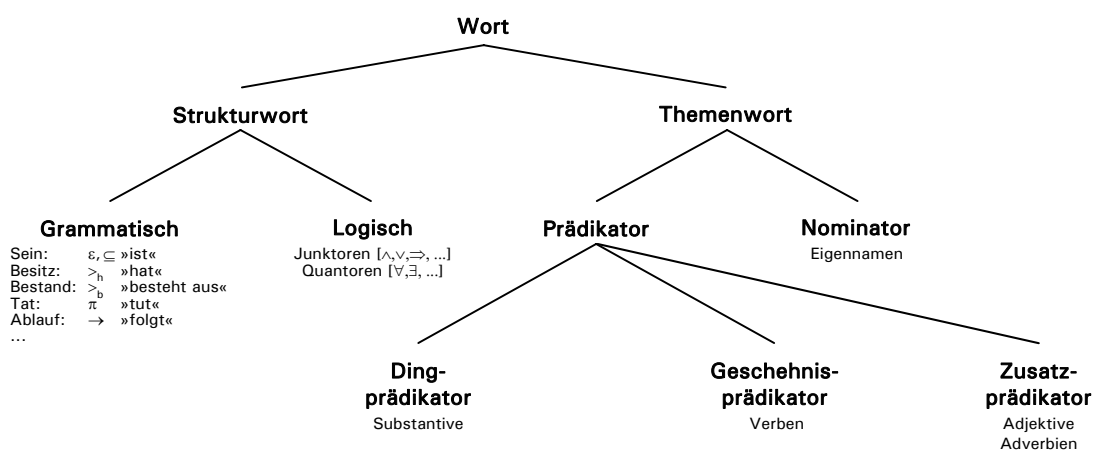 Wort
Strukturwort
Themenwort
Grammatisch
Sein: ε, ⊆ »ist«
Besitz: >h »hat«
Bestand: >b »besteht aus«
Tat: π »tut«
Ablauf: → »folgt«
...
Logisch
Junktoren [∧,∨,⇒, ...]
Quantoren [∀,∃, ...]
Prädikator
Nominator
Eigennamen
Ding-
prädikator
Substantive
Geschehnis-
prädikator
Verben
Zusatz-
prädikator
Adjektive
Adverbien